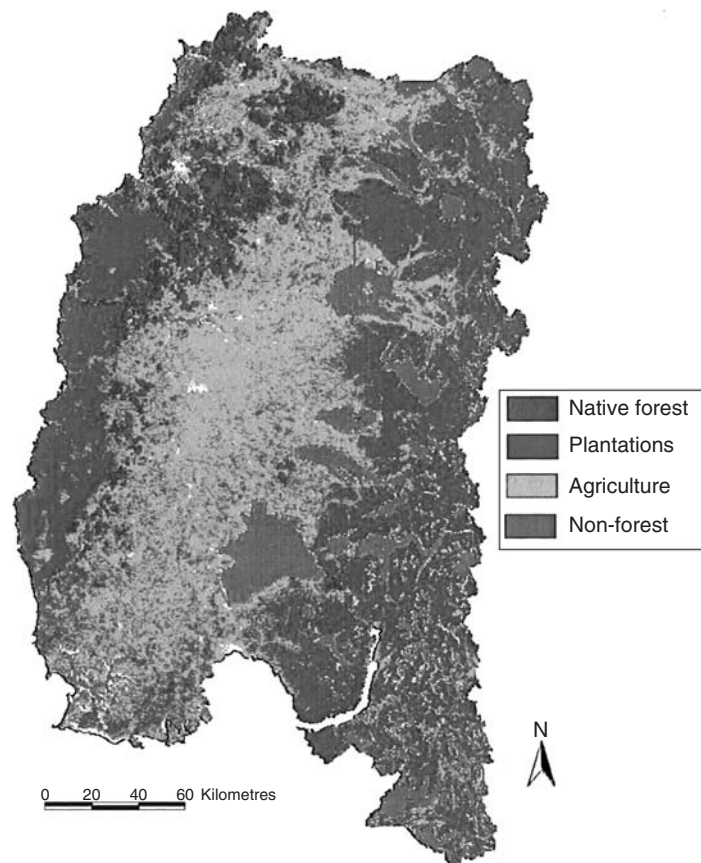 Native forest
Plantations
Agriculture
Non-forest
N
0 20 40 60 Kilometres